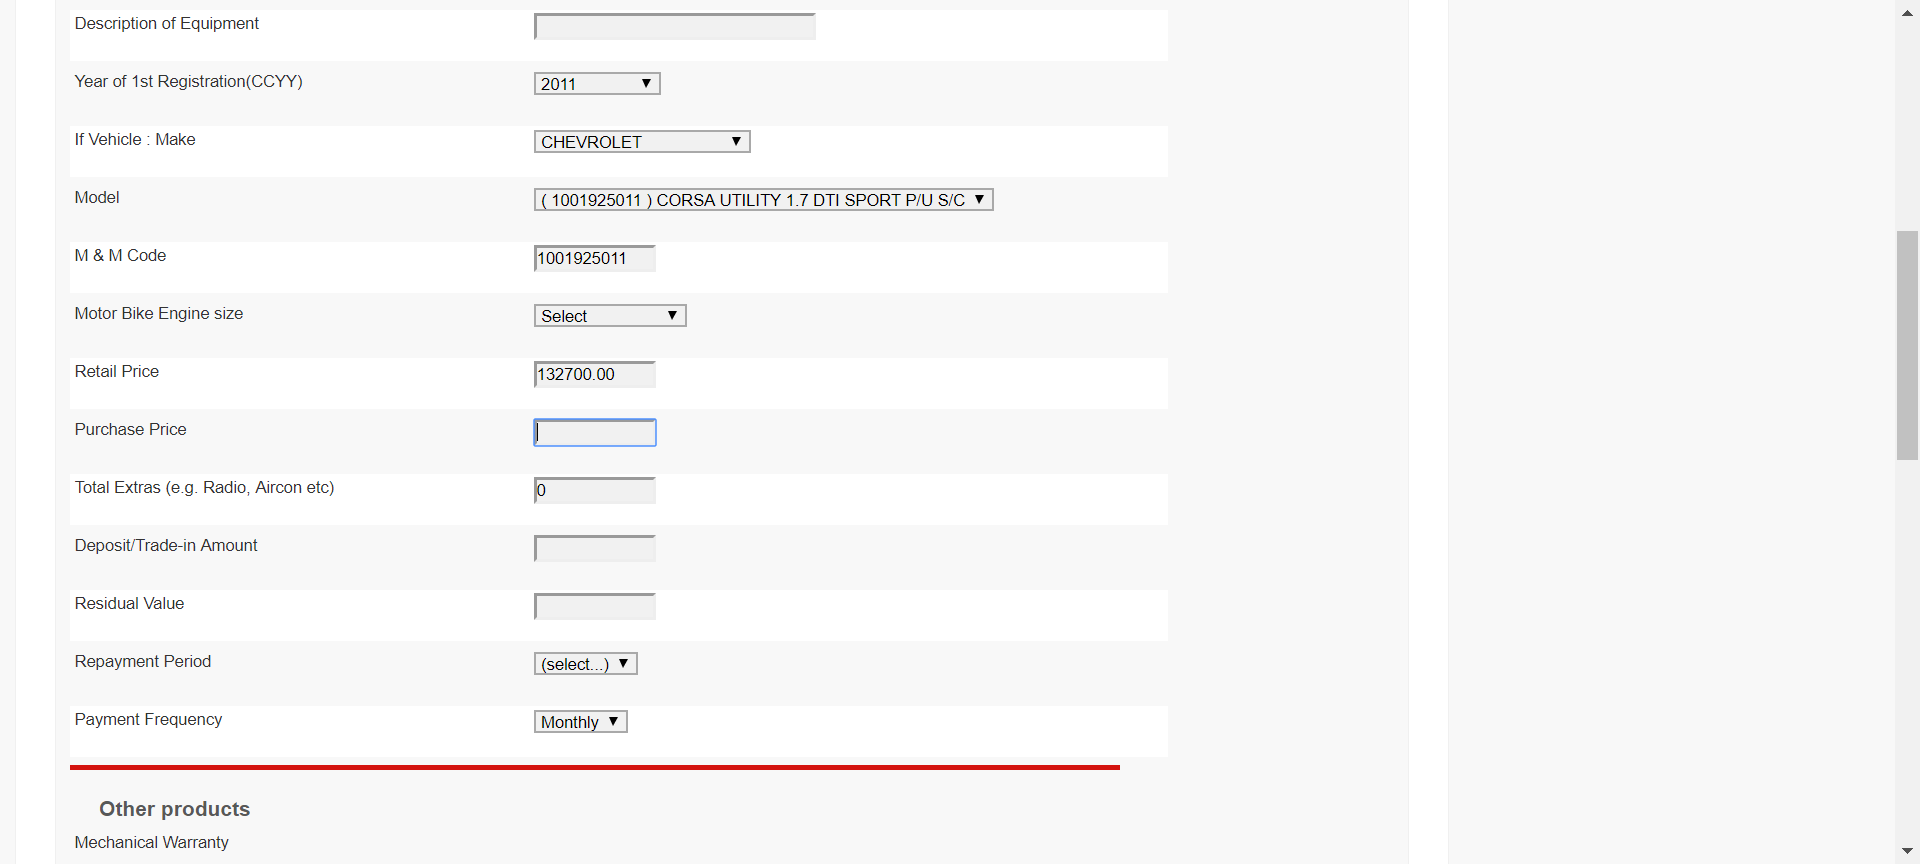 Description of Equipment
Year of 1st Registration(CCYY) 2011
If Vehicle : Make CHEVROLET
Model ( 1001925011 ) CORSA UTILITY 1.7 DTI SPORT P/U S/C
M & M Code 1001925011
Motor Bike Engine size Select
Retail Price 132700.00
Purchase Price
Total Extras (e.g. Radio, Aircon etc) 0
Deposit/Trade-in Amount
Residual Value
Repayment Period (select...)
Payment Frequency Monthly
Other products
Mechanical Warranty